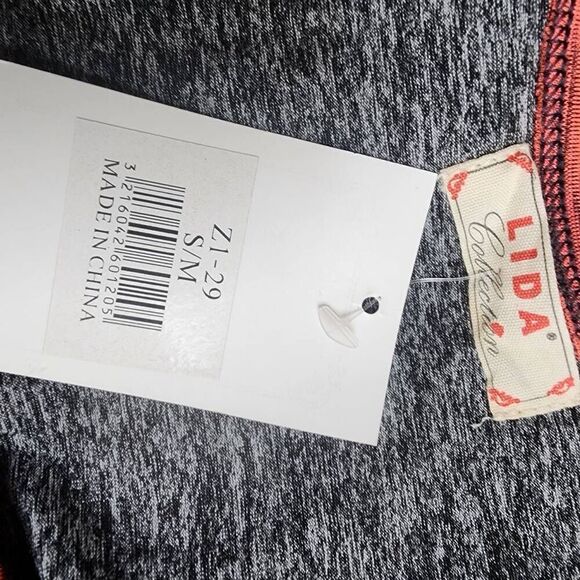 Z1-29
S/M
3 216042 601205
MADE IN CHINA
LIDA®
Collection